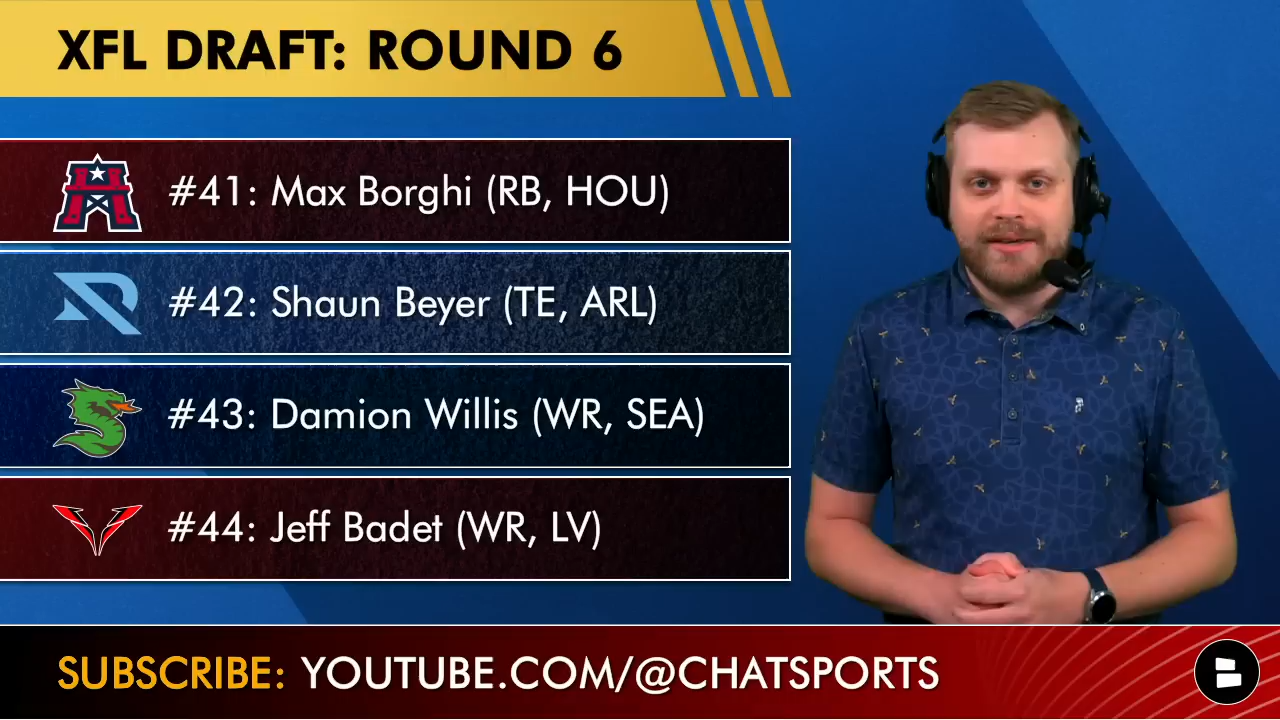 XFL DRAFT: ROUND 6
#41: Max Borghi (RB, HOU)
#42: Shaun Beyer (TE, ARL)
#43: Damion Willis (WR, SEA)
#44: Jeff Badet (WR, LV)
SUBSCRIBE: YOUTUBE.COM/@CHATSPORTS